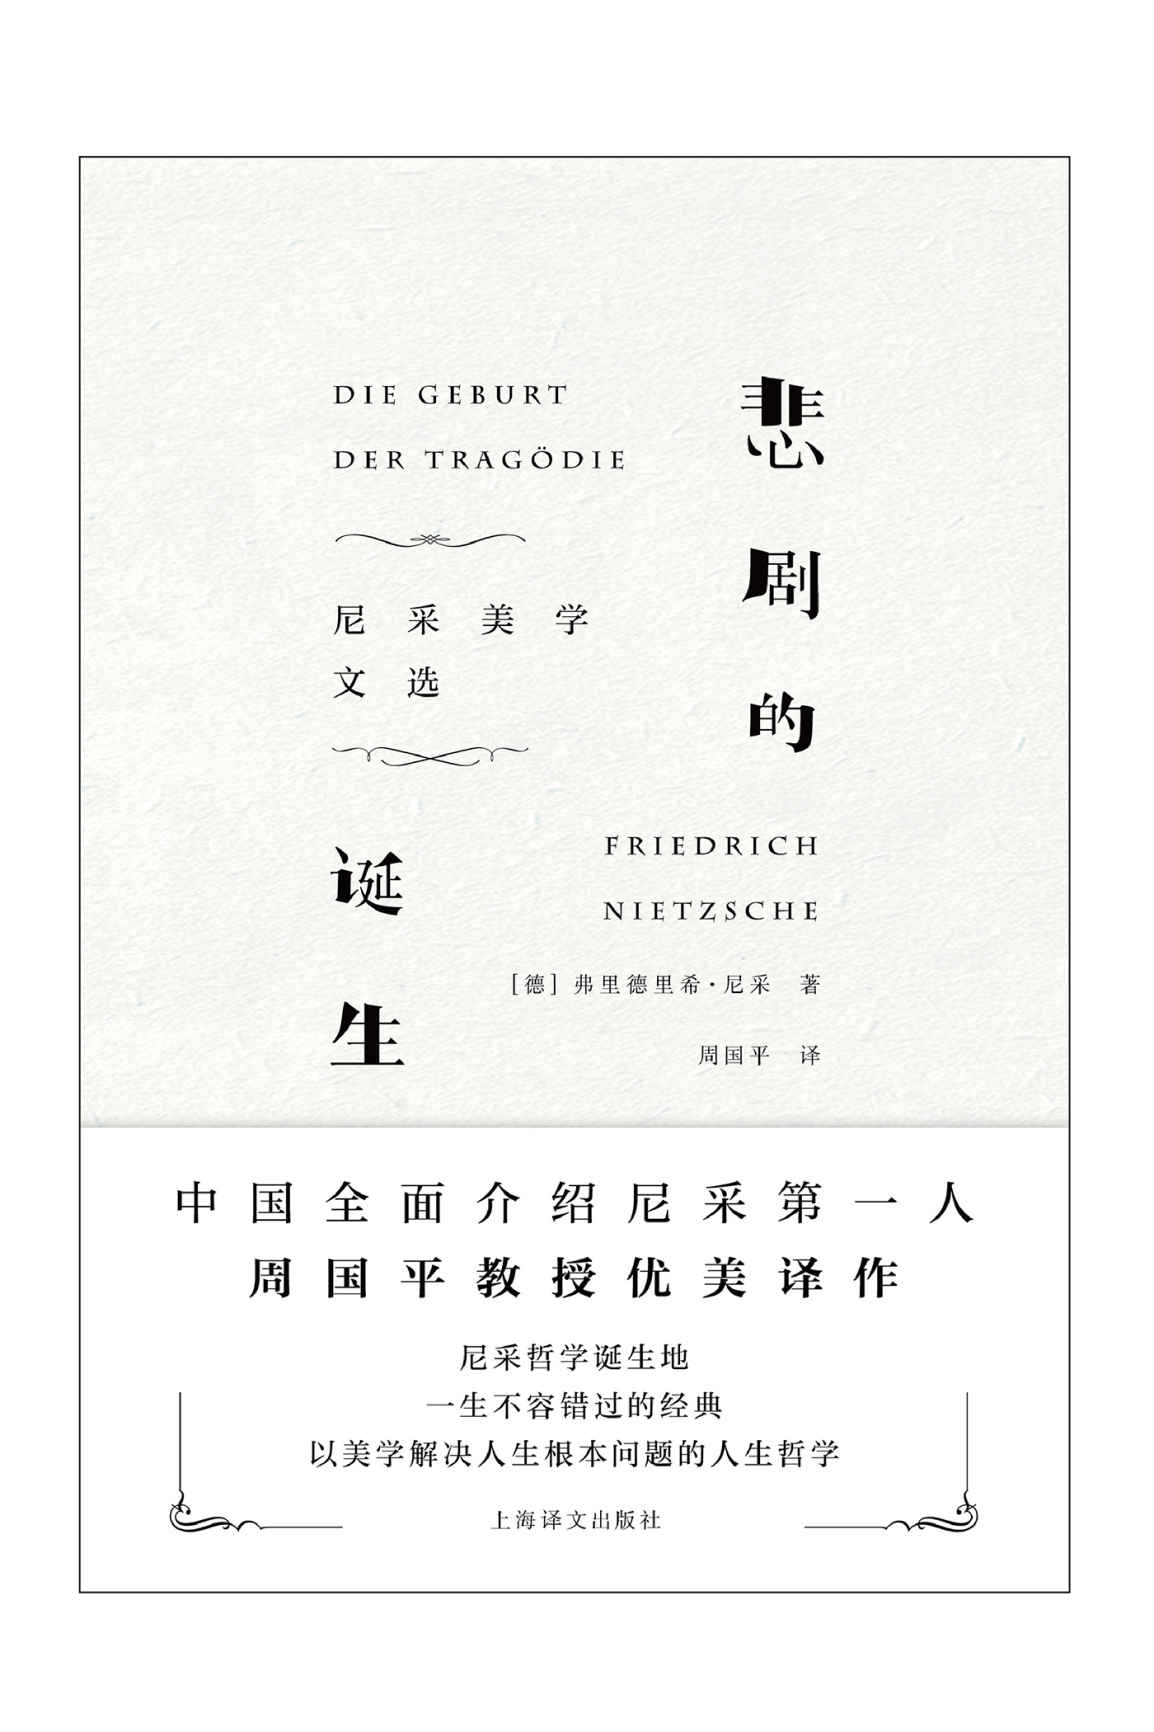 DIE GEBURT
DER TRAGÖDIE
悲剧的
尼采美学
文选
诞生
FRIEDRICH
NIETZSCHE
[德] 弗里德里希·尼采 著
周国平 译
中国全面介绍尼采第一人
周国平教授优美译作
尼采哲学诞生地
一生不容错过的经典
以美学解决人生根本问题的人生哲学
上海译文出版社